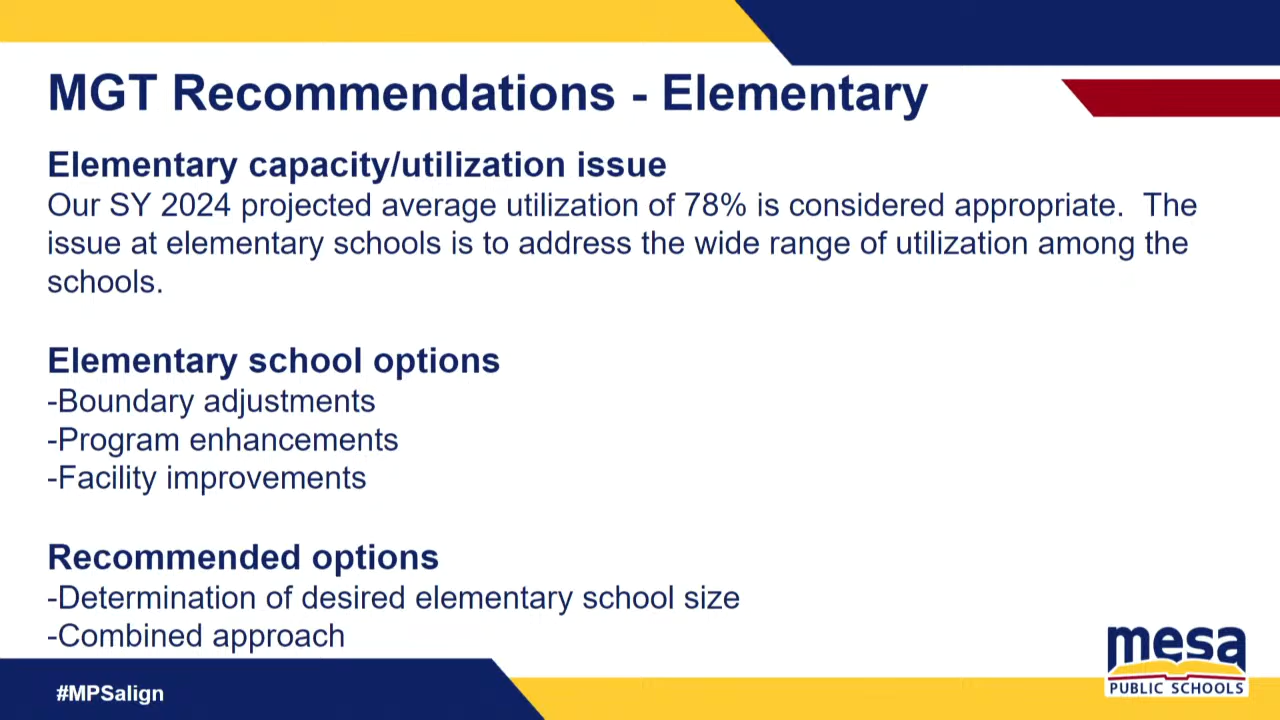 MGT Recommendations - Elementary
Elementary capacity/utilization issue
Our SY 2024 projected average utilization of 78% is considered appropriate.  The
issue at elementary schools is to address the wide range of utilization among the
schools.
Elementary school options
-Boundary adjustments
-Program enhancements
-Facility improvements
Recommended options
-Determination of desired elementary school size
-Combined approach
#MPSalign
mesa
PUBLIC SCHOOLS